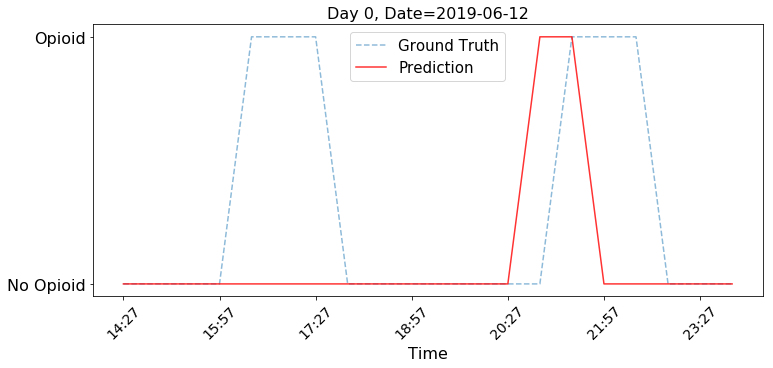 Day 0, Date=2019-06-12
Opioid
No Opioid
Ground Truth
Prediction
14:27
15:57
17:27
18:57
20:27
21:57
23:27
Time